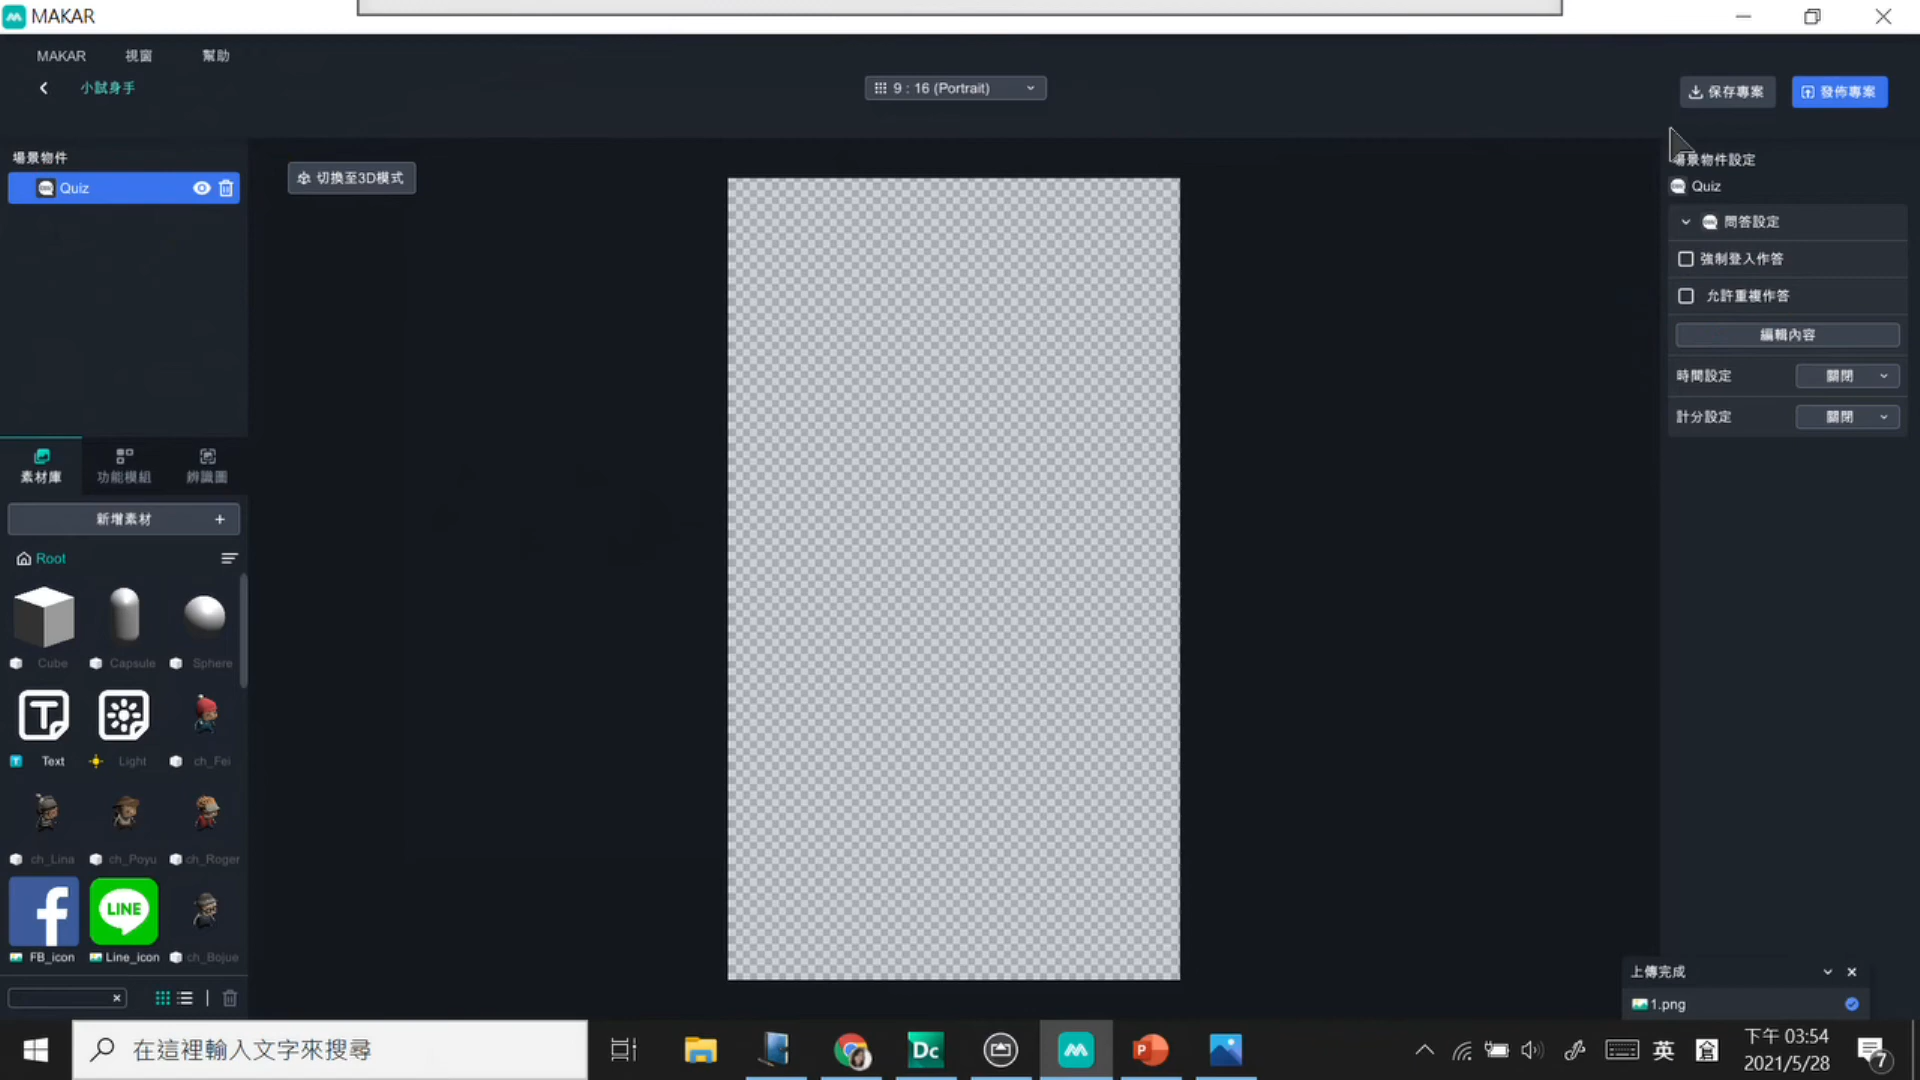 MAKAR
MAKAR 視窗 幫助
小試身手
9 : 16 (Portrait)
保存專案
發佈專案
場景物件
Quiz
切換至3D模式
場景物件設定
Quiz
問答設定
強制登入作答
允許重複作答
編輯內容
時間設定 關閉
計分設定 關閉
素材庫 功能模組 辨識圖
新增素材 +
Root
Cube Capsule Sphere
Text Light ch_Fei
ch_Lina ch_Poyu ch_Roger
LINE
FB_icon Line_icon ch_Bojue
上傳完成
1.png
在這裡輸入文字來搜尋
Dc
P
英
倉
下午 03:54
2021/5/28
7